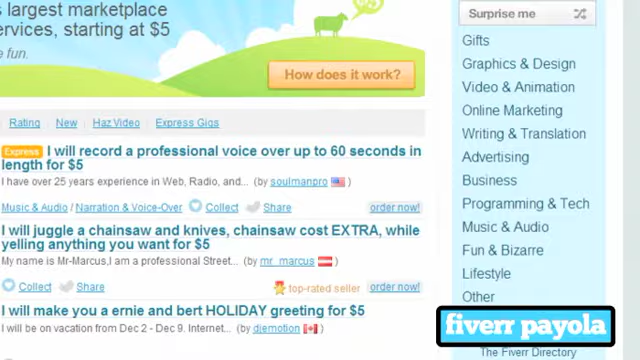 s largest marketplace
ervices, starting at $5
e fun.
$5
How does it work?
Rating New Haz Video Express Gigs
Express I will record a professional voice over up to 60 seconds in
length for $5
I have over 25 years experience in Web, Radio, and... (by soulmanpro
Music & Audio / Narration & Voice-Over Collect Share order now!
I will juggle a chainsaw and knives, chainsaw cost EXTRA, while
yelling anything you want for $5
My name is Mr-Marcus,I am a professional Street... (by mr_marcus
top-rated seller
Collect Share order now!
I will make you a ernie and bert HOLIDAY greeting for $5
I will be on vacation from Dec 2 - Dec 9. Internet... (by djemotion
Surprise me
Gifts
Graphics & Design
Video & Animation
Online Marketing
Writing & Translation
Advertising
Business
Programming & Tech
Music & Audio
Fun & Bizarre
Lifestyle
Other
fiverr payola
The Fiverr Directory